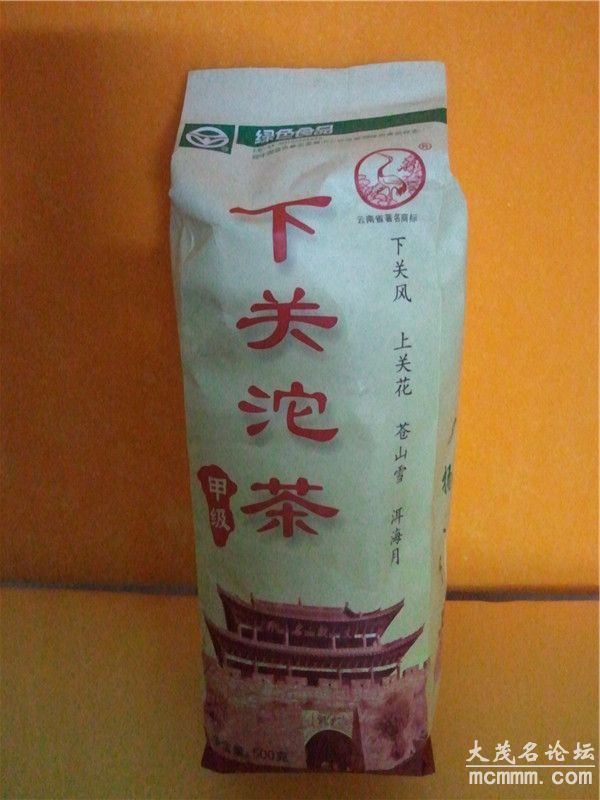 绿色食品
云南省著名商标
®
下关沱茶
甲级
下关风 上关花 苍山雪 洱海月
500克
大茂名论坛
mcmmm.com